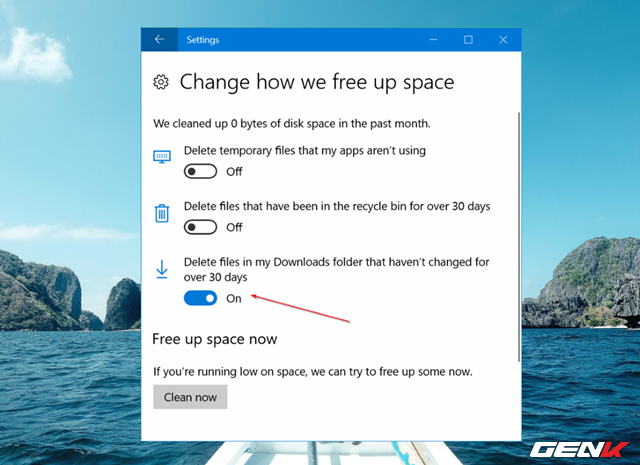 Settings
Change how we free up space
We cleaned up 0 bytes of disk space in the past month.
Delete temporary files that my apps aren't using
Off
Delete files that have been in the recycle bin for over 30 days
Off
Delete files in my Downloads folder that haven't changed for
over 30 days
On
Free up space now
If you're running low on space, we can try to free up some now.
Clean now
GENK